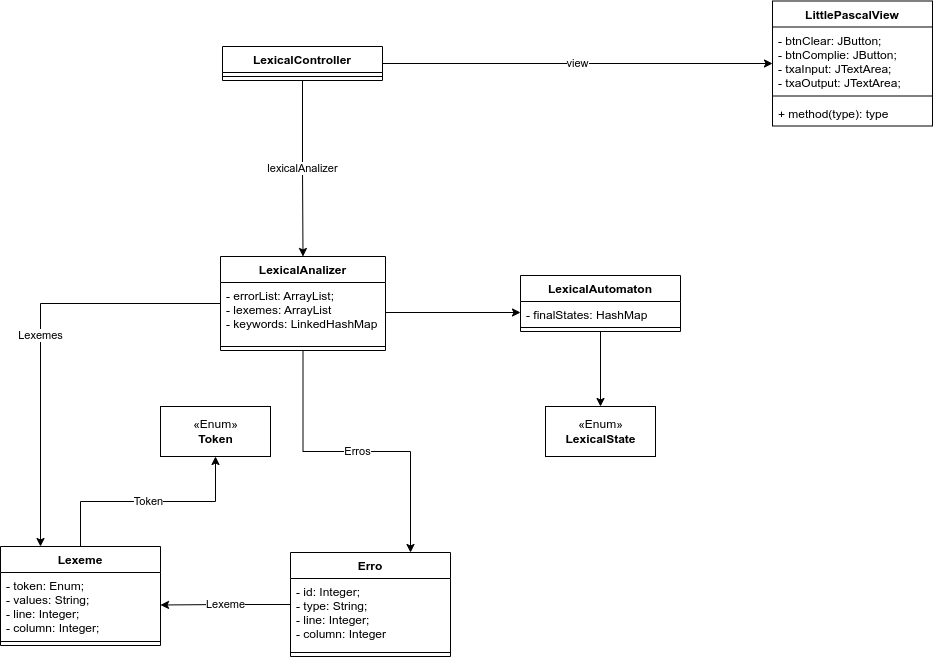 LittlePascalView
- btnClear: JButton;
- btnComplie: JButton;
- txaInput: JTextArea;
- txaOutput: JTextArea;
+ method(type): type
LexicalController
view
lexicalAnalizer
LexicalAnalizer
- errorList: ArrayList;
- lexemes: ArrayList
- keywords: LinkedHashMap
LexicalAutomaton
- finalStates: HashMap
Lexemes
«Enum»
Token
«Enum»
LexicalState
Erros
Token
Lexeme
- token: Enum;
- values: String;
- line: Integer;
- column: Integer;
Lexeme
Erro
- id: Integer;
- type: String;
- line: Integer;
- column: Integer